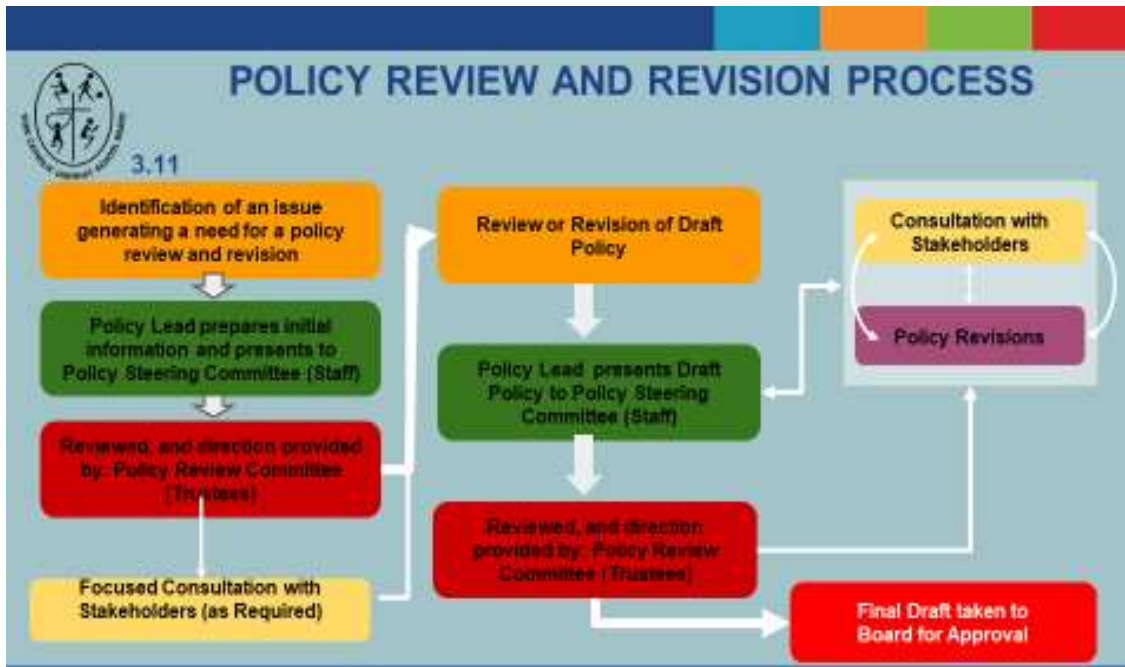 POLICY REVIEW AND REVISION PROCESS
3.11
Identification of an issue
generating a need for a policy
review and revision
Policy Lead prepares initial
information and presents to
Policy Steering Committee (Staff)
Reviewed, and direction provided
by: Policy Review Committee
(Trustees)
Focused Consultation with
Stakeholders (as Required)
Review or Revision of Draft
Policy
Policy Lead presents Draft
Policy to Policy Steering
Committee (Staff)
Reviewed, and direction
provided by: Policy Review
Committee (Trustees)
Consultation with
Stakeholders
Policy Revisions
Final Draft taken to
Board for Approval